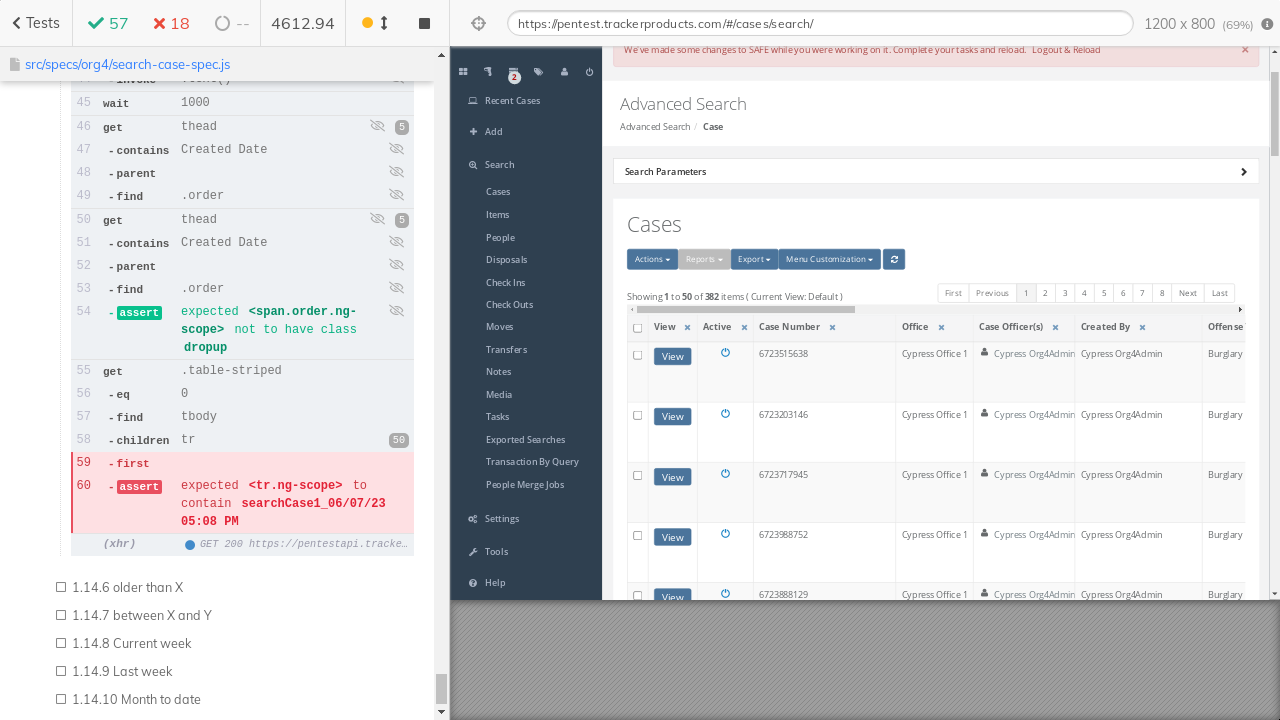 Tests
57
18
--
4612.94
https://pentest.trackerproducts.com/#/cases/search/
1200 x 800 (69%)
src/specs/org4/search-case-spec.js
45 wait 1000
46 get thead 5
47 - contains Created Date
48 - parent
49 - find .order
50 get thead 5
51 - contains Created Date
52 - parent
53 - find .order
54 - assert expected <span.order.ng-
scope> not to have class
dropup
55 get .table-striped
56 - eq 0
57 - find tbody
58 - children tr 50
59 - first
60 - assert expected <tr.ng-scope> to
contain searchCase1_06/07/23
05:08 PM
(xhr) GET 200 https://pentestapi.tracke…
1.14.6 older than X
1.14.7 between X and Y
1.14.8 Current week
1.14.9 Last week
1.14.10 Month to date
2
Recent Cases
Add
Search
Cases
Items
People
Disposals
Check Ins
Check Outs
Moves
Transfers
Notes
Media
Tasks
Exported Searches
Transaction By Query
People Merge Jobs
Settings
Tools
Help
We've made some changes to SAFE while you were working on it. Complete your tasks and reload. Logout & Reload ×
Advanced Search
Advanced Search / Case
Search Parameters
Cases
Actions Reports Export Menu Customization
Showing 1 to 50 of 382 items ( Current View: Default )
First Previous 1 2 3 4 5 6 7 8 Next Last
View Active Case Number Office Case Officer(s) Created By Offense
View 6723515638 Cypress Office 1 Cypress Org4Admin Cypress Org4Admin Burglary
View 6723203146 Cypress Office 1 Cypress Org4Admin Cypress Org4Admin Burglary
View 6723717945 Cypress Office 1 Cypress Org4Admin Cypress Org4Admin Burglary
View 6723988752 Cypress Office 1 Cypress Org4Admin Cypress Org4Admin Burglary
View 6723888129 Cypress Office 1 Cypress Org4Admin Cypress Org4Admin Burglary